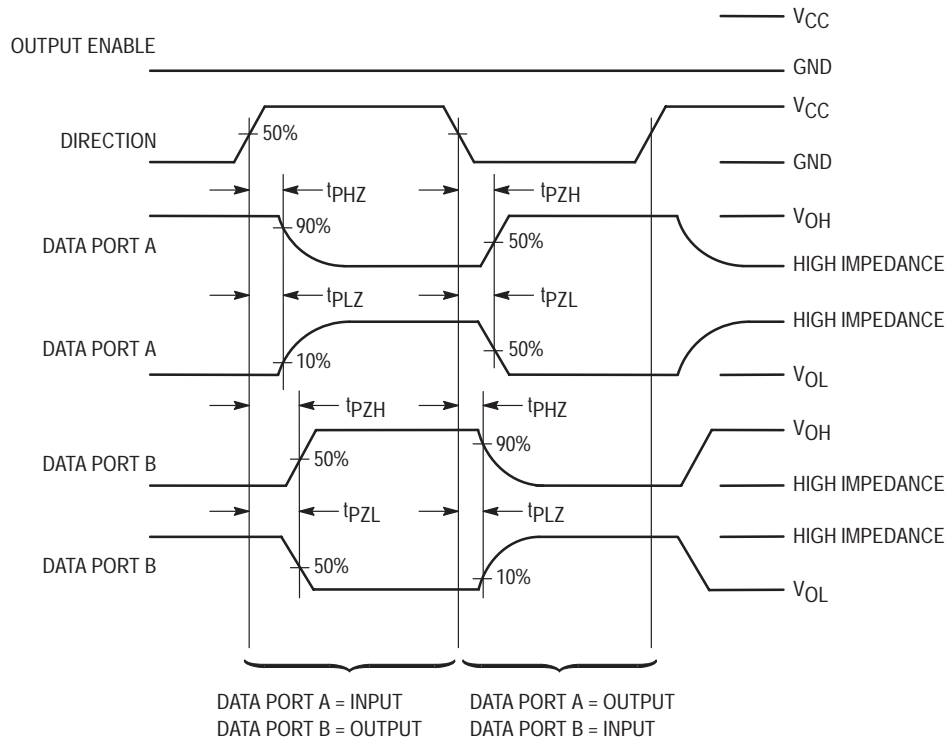 VCC
OUTPUT ENABLE
GND
VCC
50%
DIRECTION
GND
tPHZ
tPZH
VOH
90%
DATA PORT A
50%
HIGH IMPEDANCE
tPLZ
tPZL
HIGH IMPEDANCE
DATA PORT A
50%
10%
VOL
tPZH
tPHZ
VOH
90%
DATA PORT B
50%
HIGH IMPEDANCE
tPZL
tPLZ
HIGH IMPEDANCE
DATA PORT B
50%
10%
VOL
DATA PORT A = INPUT
DATA PORT B = OUTPUT
DATA PORT A = OUTPUT
DATA PORT B = INPUT